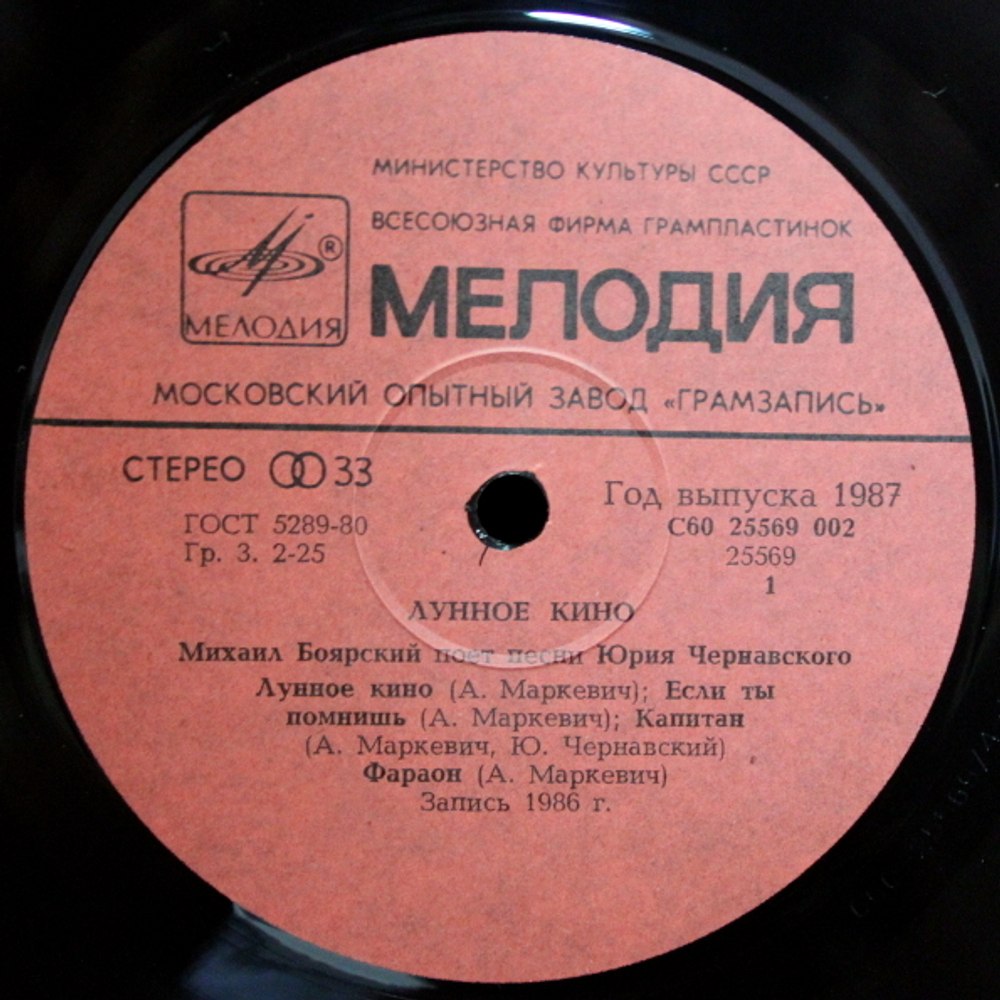 МИНИСТЕРСТВО КУЛЬТУРЫ СССР
ВСЕСОЮЗНАЯ ФИРМА ГРАМПЛАСТИНОК
®
МЕЛОДИЯ
МЕЛОДИЯ
МОСКОВСКИЙ ОПЫТНЫЙ ЗАВОД «ГРАМЗАПИСЬ»
СТЕРЕО 33
Год выпуска 1987
ГОСТ 5289-80
С60 25569 002
Гр. 3. 2-25
25569
1
ЛУННОЕ КИНО
Михаил Боярский поет песни Юрия Чернавского
Лунное кино (А. Маркевич); Если ты
помнишь (А. Маркевич); Капитан
(А. Маркевич, Ю. Чернавский)
Фараон (А. Маркевич)
Запись 1986 г.